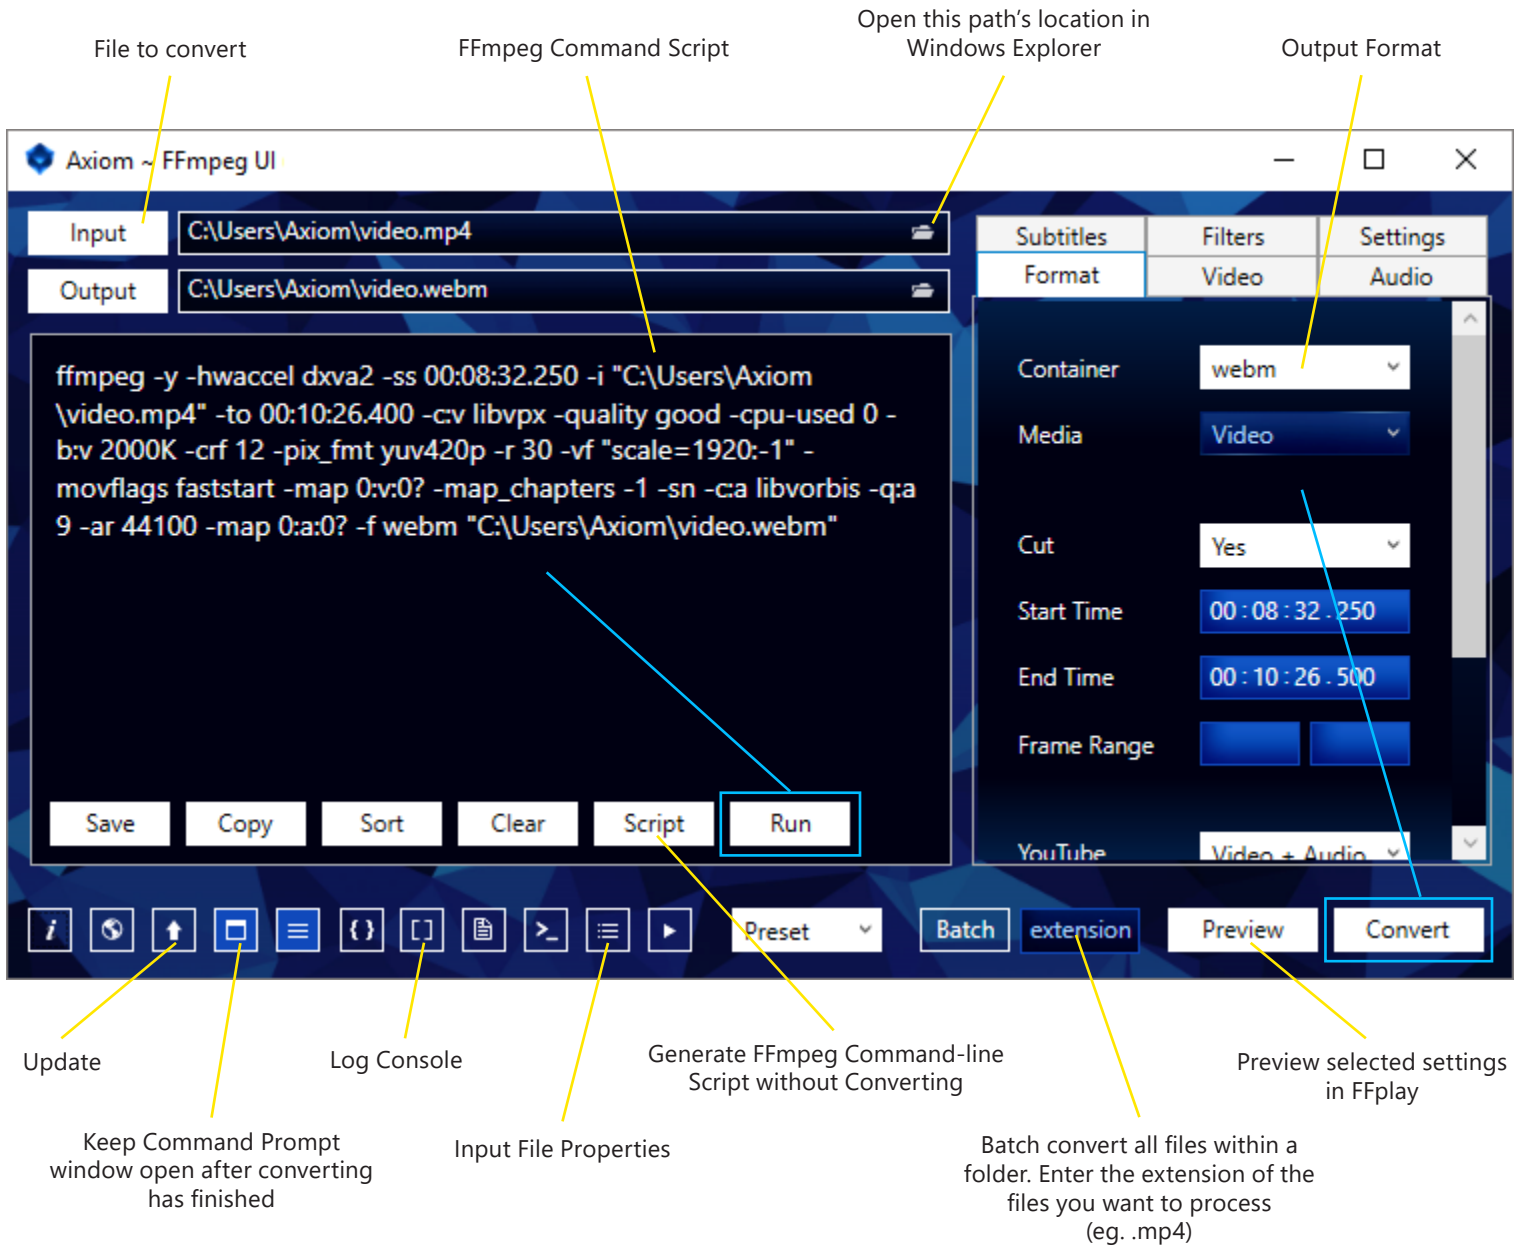 File to convert
FFmpeg Command Script
Open this path's location in
Windows Explorer
Output Format
Axiom ~ FFmpeg UI
Input
C:\Users\Axiom\video.mp4
Output
C:\Users\Axiom\video.webm
Subtitles
Filters
Settings
Format
Video
Audio
ffmpeg -y -hwaccel dxva2 -ss 00:08:32.250 -i "C:\Users\Axiom
\video.mp4" -to 00:10:26.400 -c:v libvpx -quality good -cpu-used 0 -
b:v 2000K -crf 12 -pix_fmt yuv420p -r 30 -vf "scale=1920:-1" -
movflags faststart -map 0:v:0? -map_chapters -1 -sn -c:a libvorbis -q:a
9 -ar 44100 -map 0:a:0? -f webm "C:\Users\Axiom\video.webm"
Save
Copy
Sort
Clear
Script
Run
Container
webm
Media
Video
Cut
Yes
Start Time
00 : 08 : 32 . 250
End Time
00 : 10 : 26 . 500
Frame Range
YouTube
Video + Audio
Preset
Batch
extension
Preview
Convert
Update
Keep Command Prompt
window open after converting
has finished
Log Console
Input File Properties
Generate FFmpeg Command-line
Script without Converting
Batch convert all files within a
folder. Enter the extension of the
files you want to process
(eg. .mp4)
Preview selected settings
in FFplay